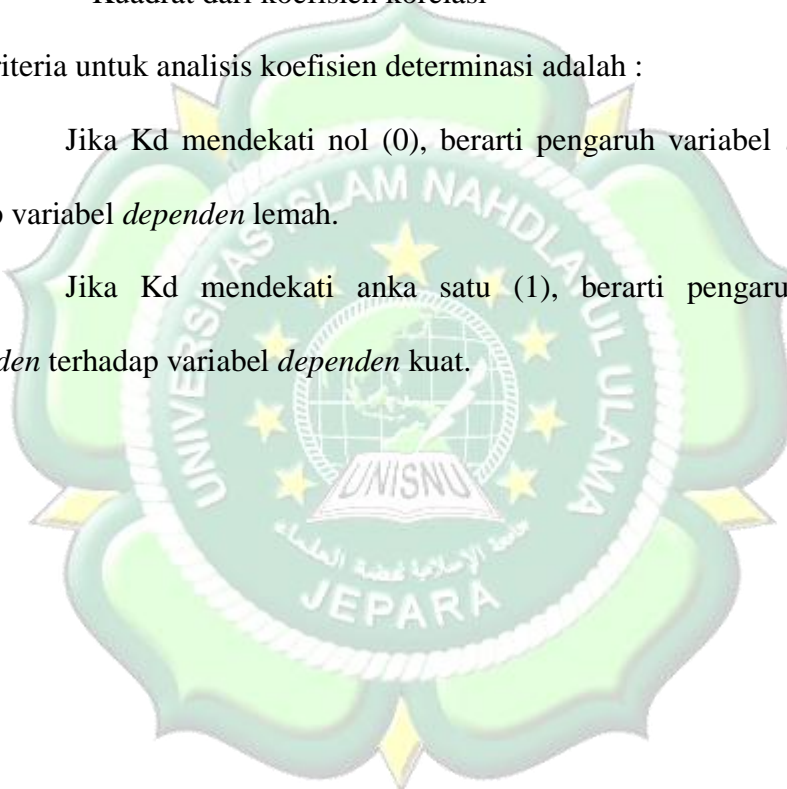 Kuadrat dari koefisien korelasi
riteria untuk analisis koefisien determinasi adalah :
Jika Kd mendekati nol (0), berarti pengaruh variabel
variabel dependen lemah.
Jika Kd mendekati anka satu (1), berarti pengaru
den terhadap variabel dependen kuat.
UNIVERSITAS ISLAM NAHDLATUL ULAMA
UNISNU
JEPARA